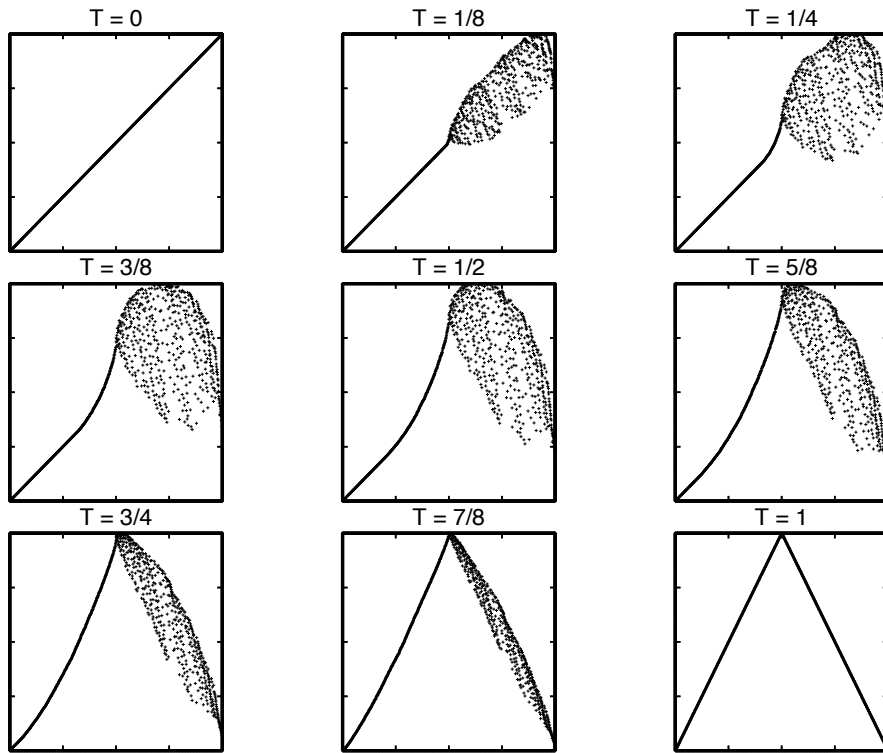 T = 0
T = 1/8
T = 1/4
T = 3/8
T = 1/2
T = 5/8
T = 3/4
T = 7/8
T = 1